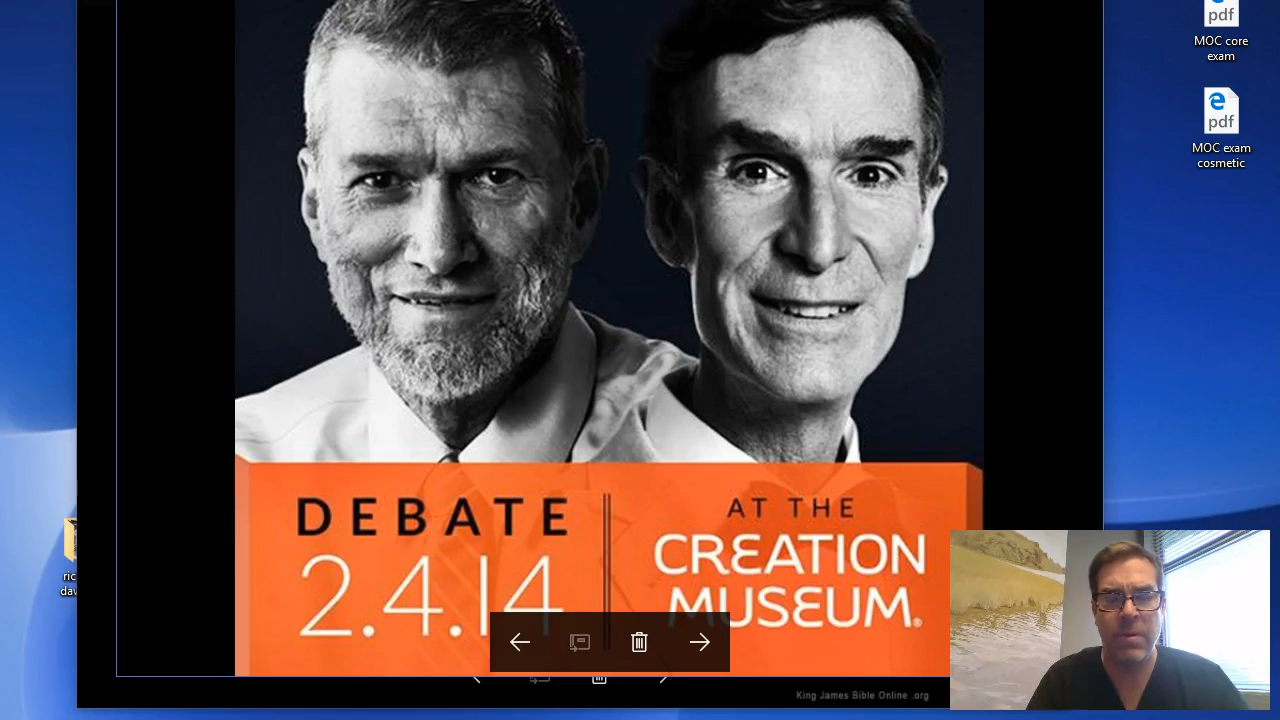 pdf
MOC core
exam
pdf
MOC exam
cosmetic
DEBATE
2.4.14
AT THE
CREATION
MUSEUM®
ric
King James Bible Online .org